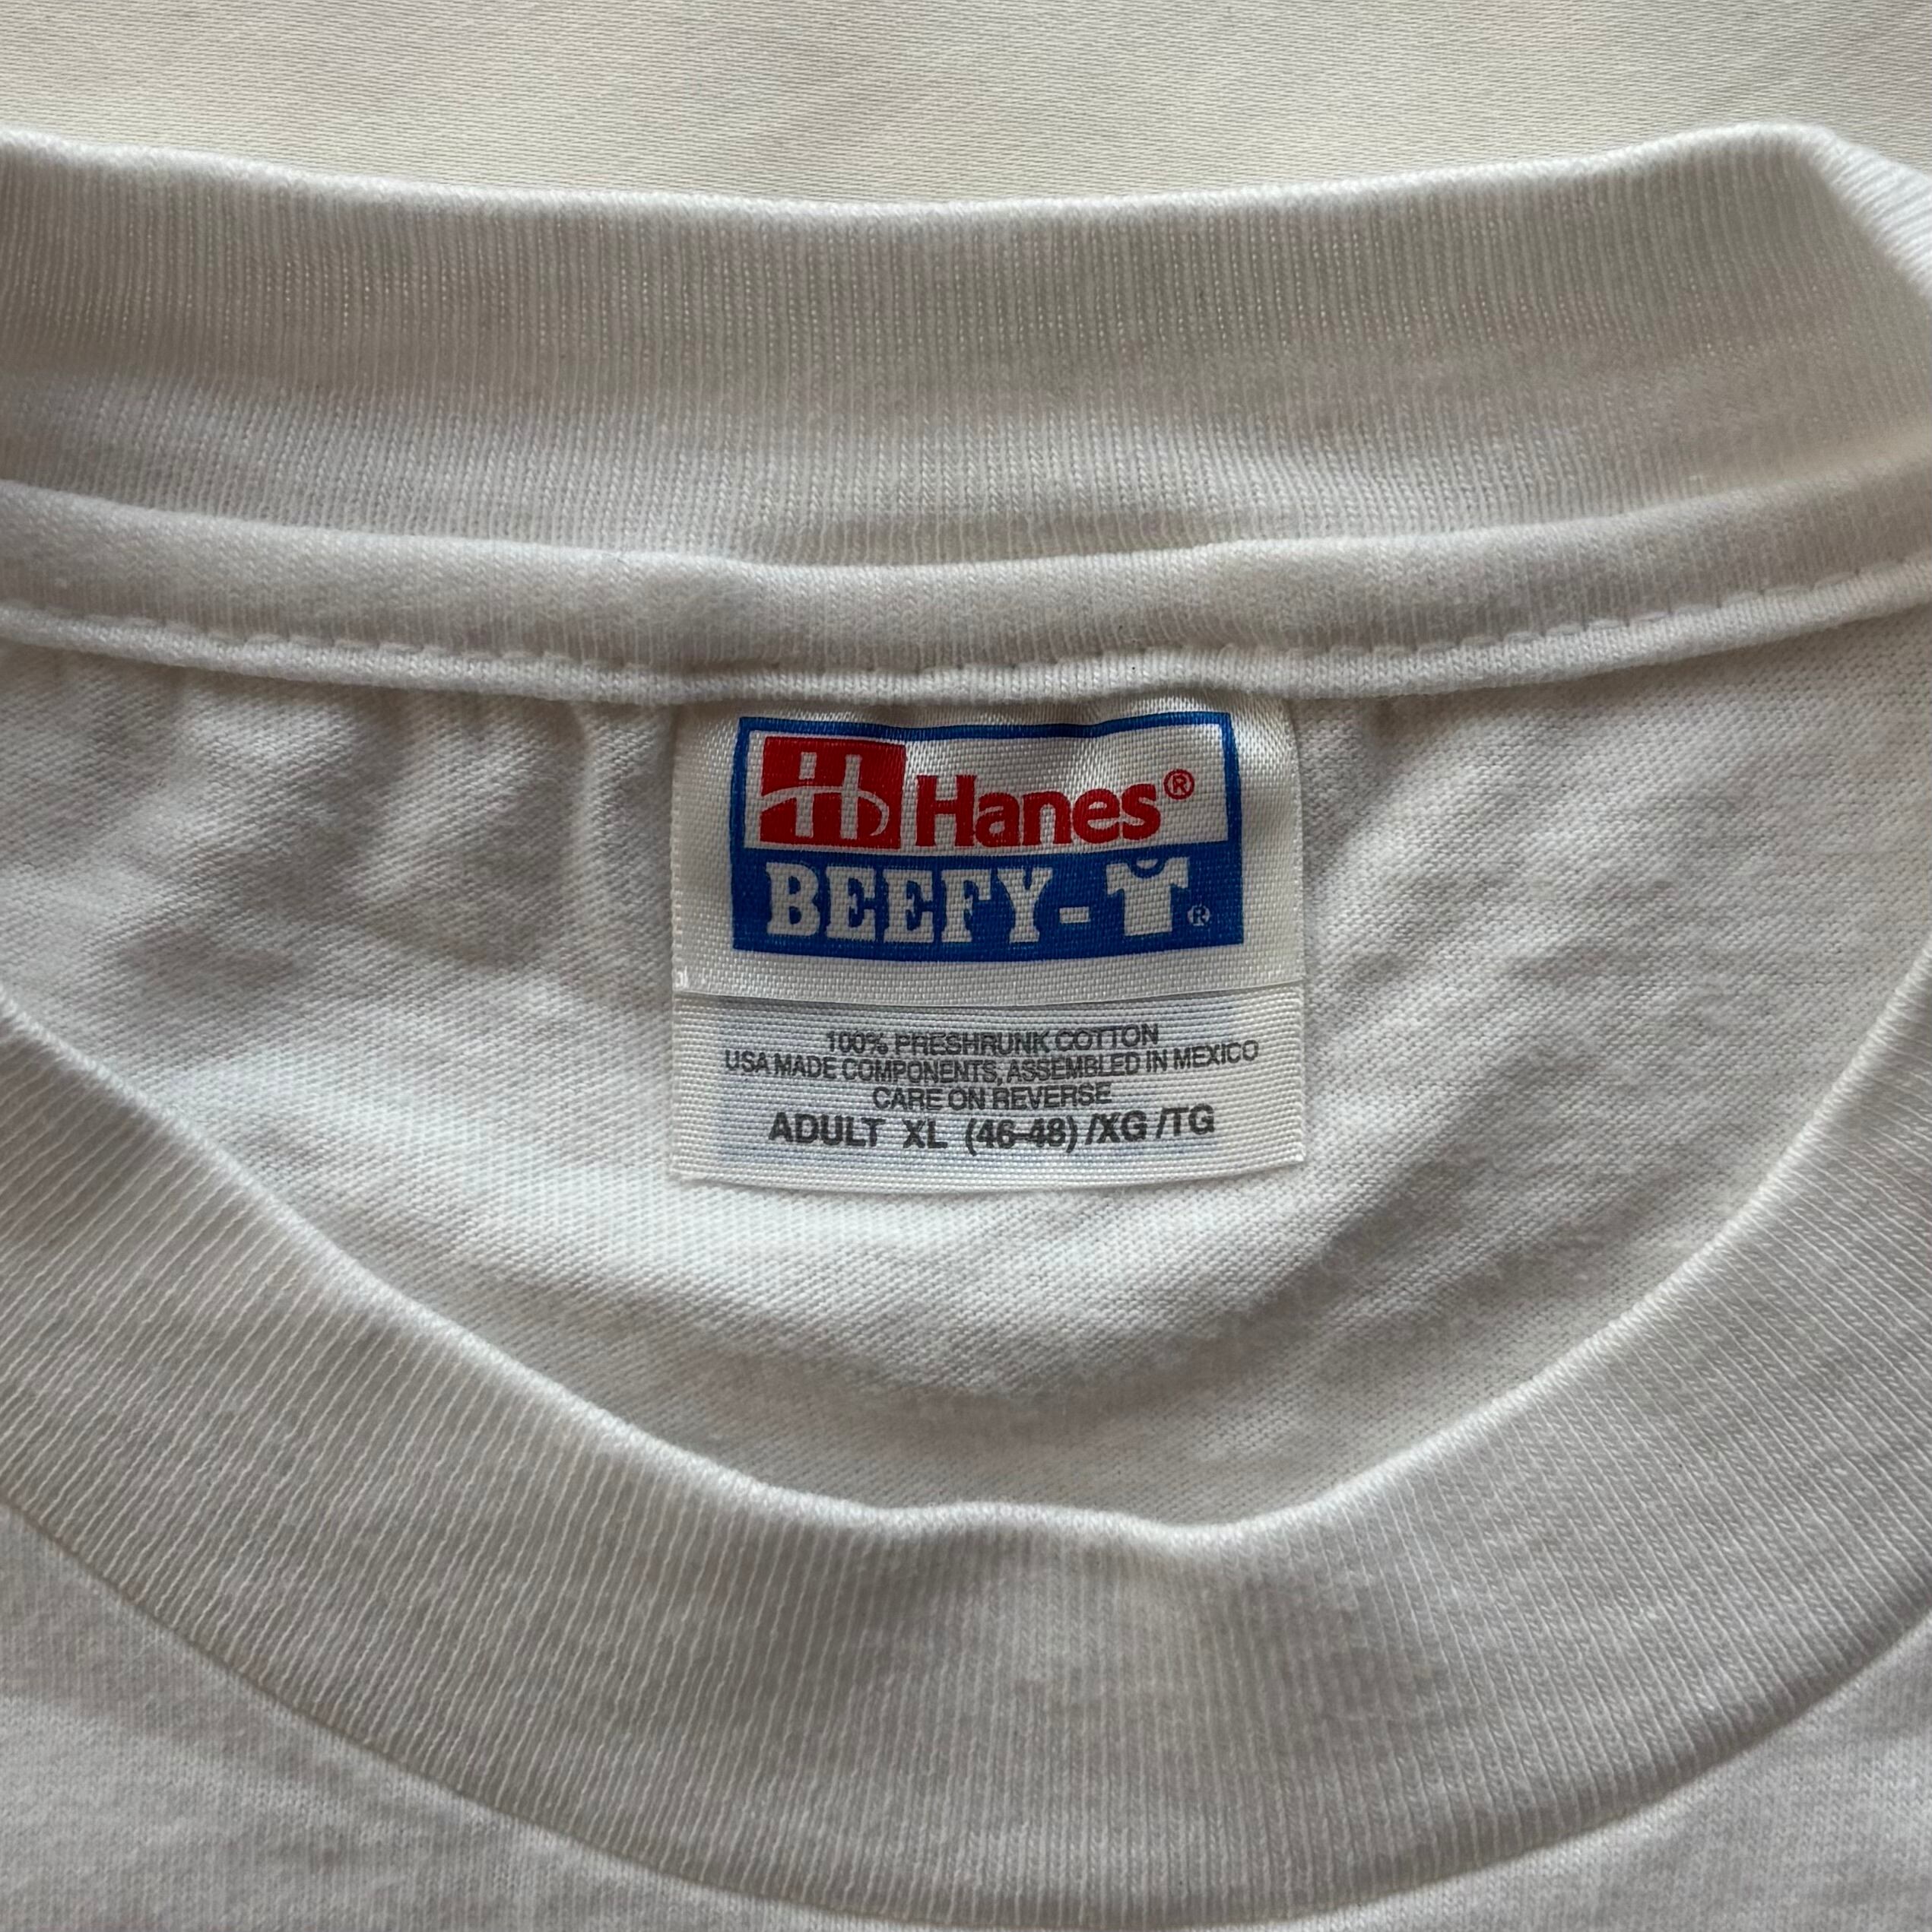 H Hanes®
BEEFY-T®
100% PRESHRUNK COTTON
USA MADE COMPONENTS, ASSEMBLED IN MEXICO
CARE ON REVERSE
ADULT XL (46-48) /XG /TG